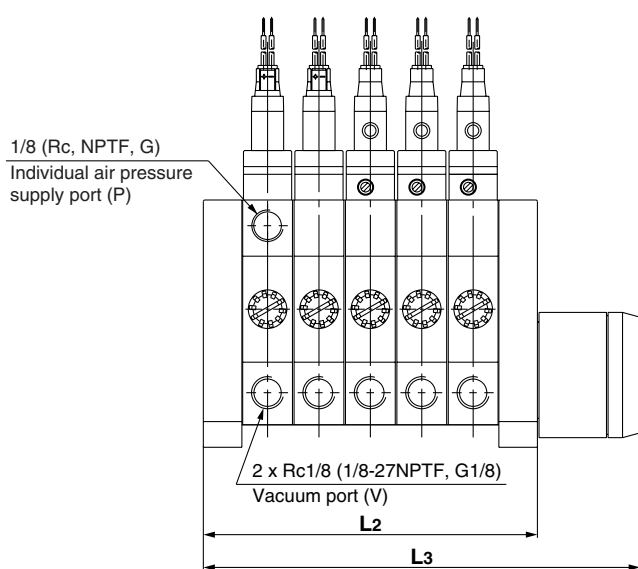 1/8 (Rc, NPTF, G)
Individual air pressure
supply port (P)
2 x Rc1/8 (1/8-27NPTF, G1/8)
Vacuum port (V)
L2
L3